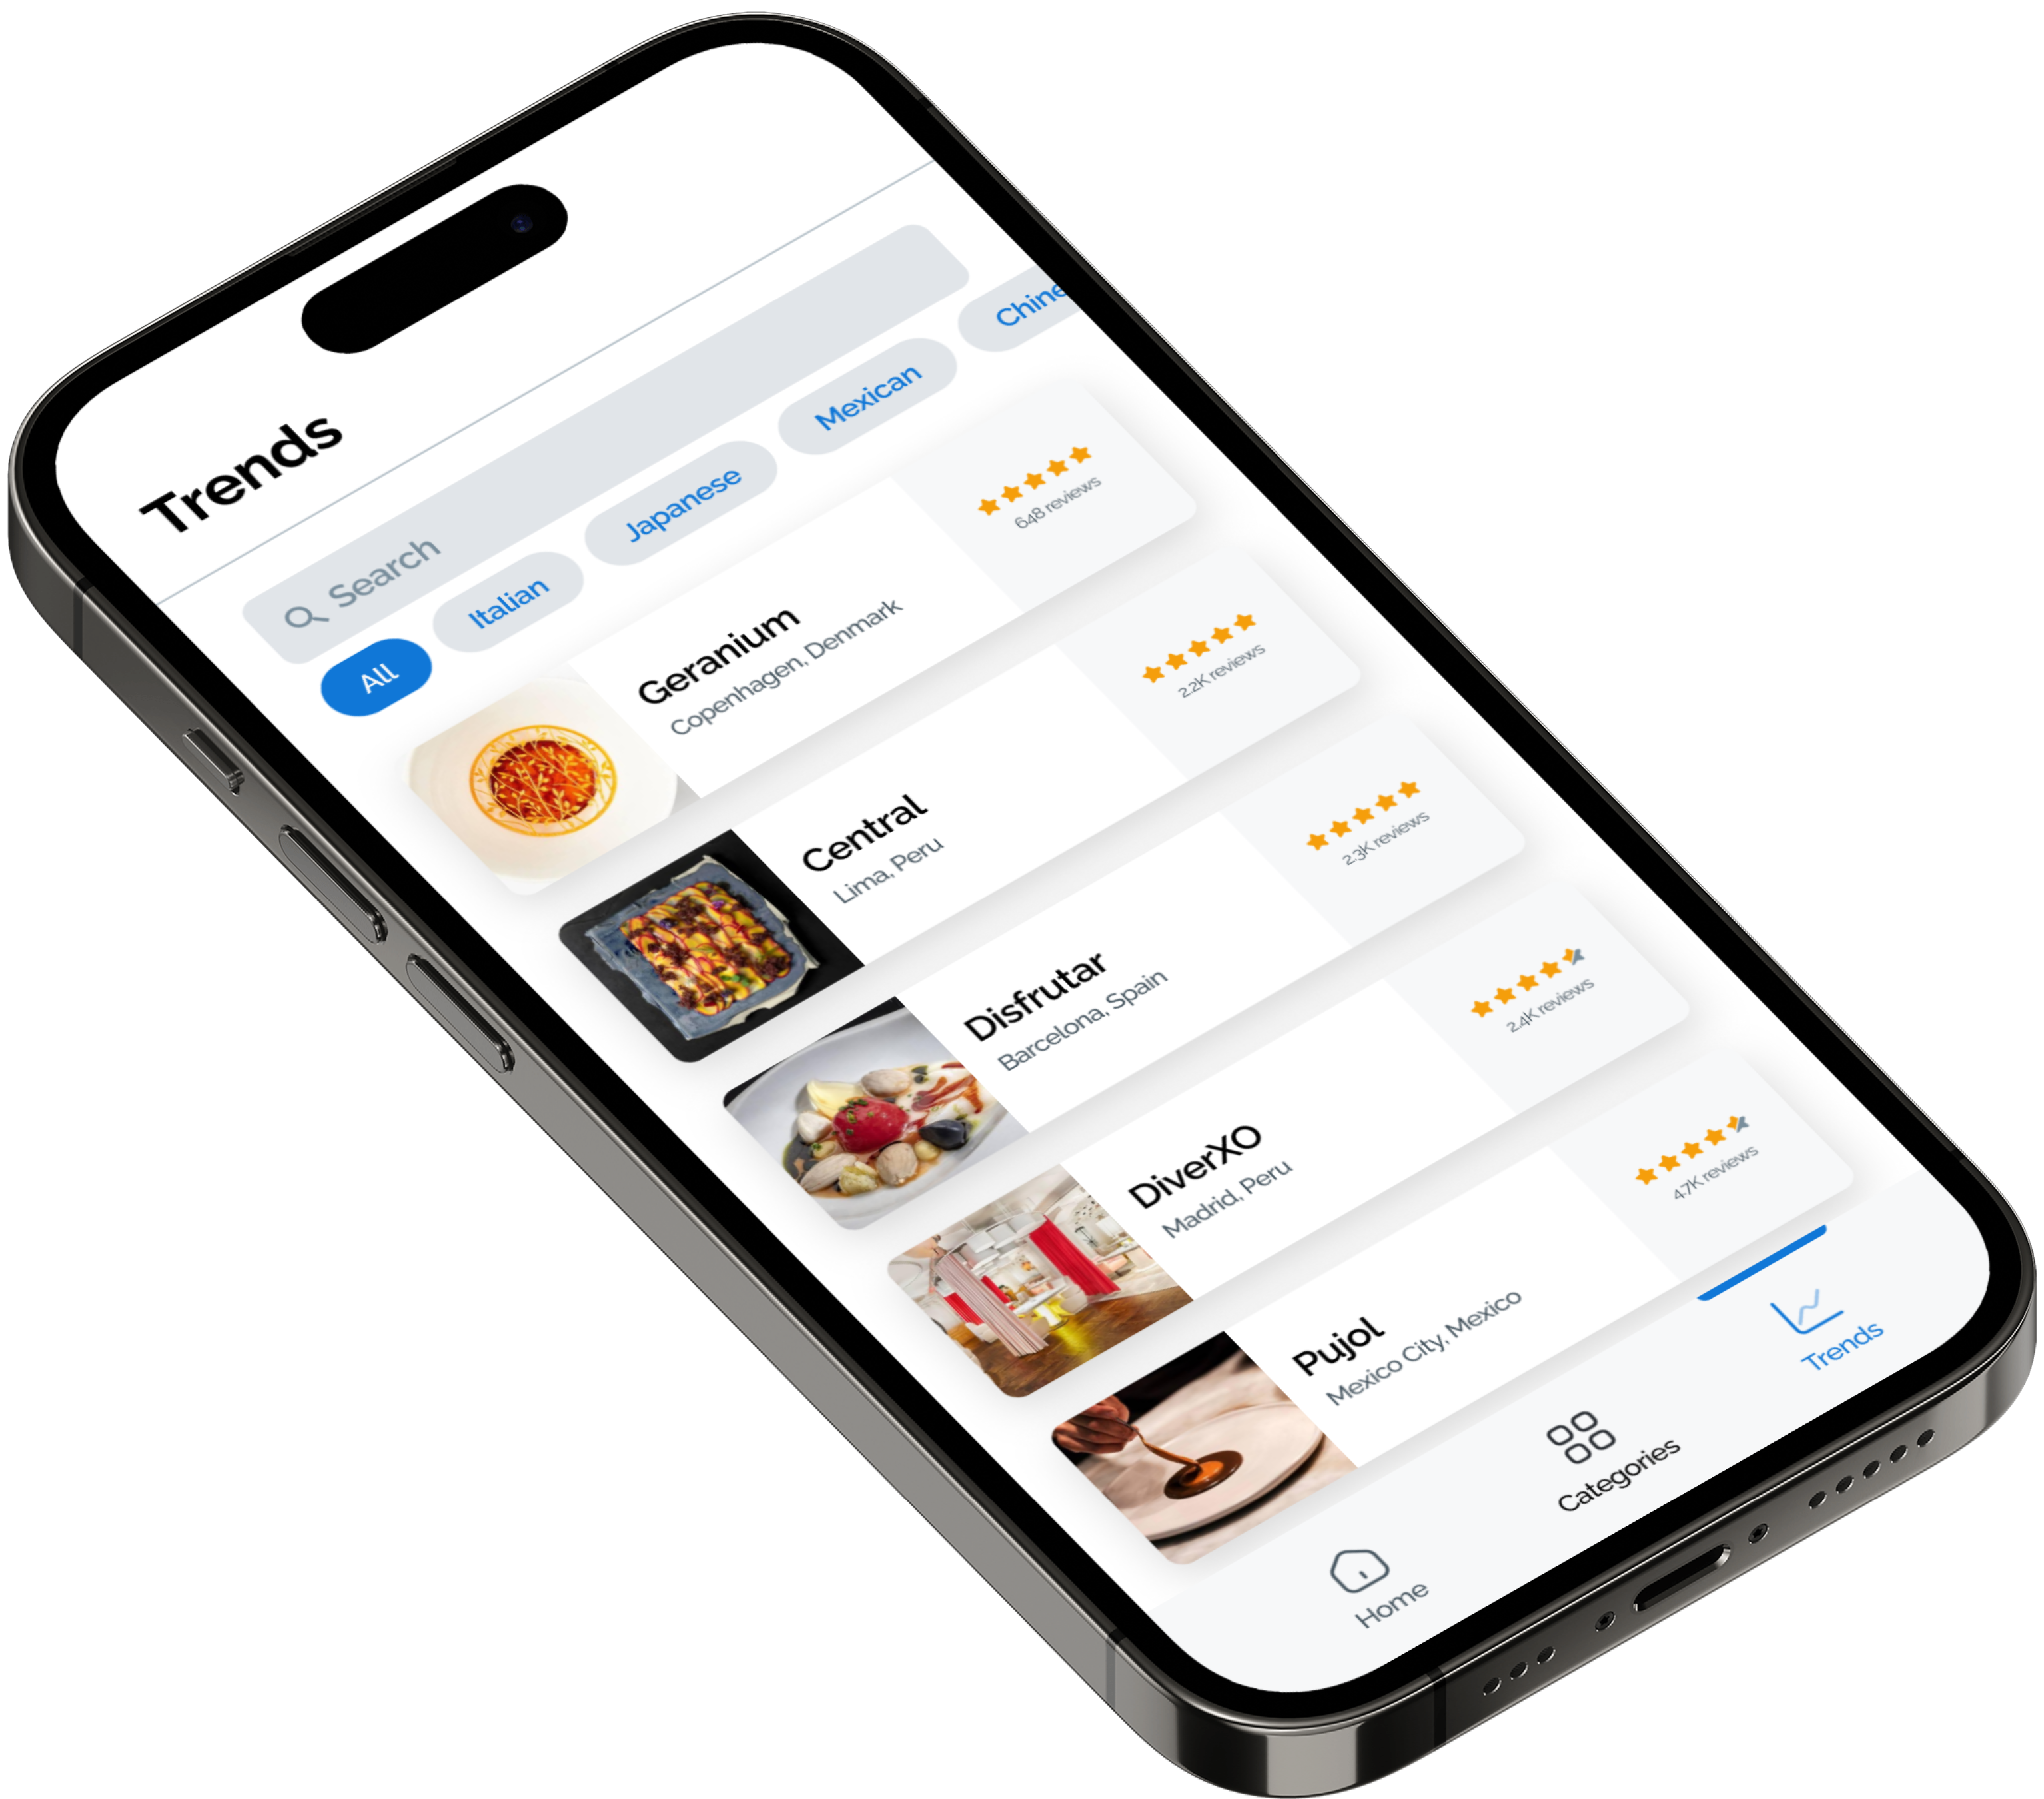 Trends
Search
All
Italian
Japanese
Mexican
Chine
Geranium
Copenhagen, Denmark
648 reviews
Central
Lima, Peru
2.2K reviews
Disfrutar
Barcelona, Spain
2.3K reviews
DiverXO
Madrid, Peru
2.4K reviews
Pujol
Mexico City, Mexico
4.7K reviews
Home
Categories
Trends